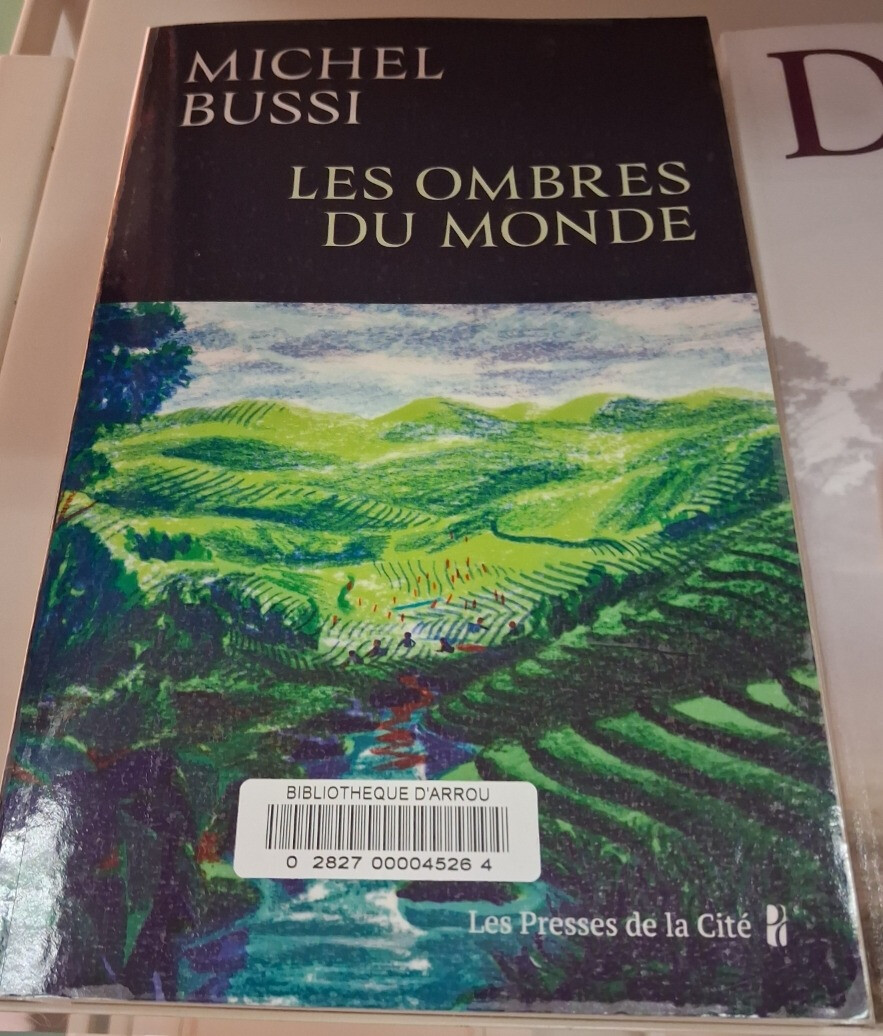 MICHEL
BUSSI
LES OMBRES
DU MONDE
BIBLIOTHEQUE D'ARROU
0 2827 00004526 4
Les Presses de la Cité
D